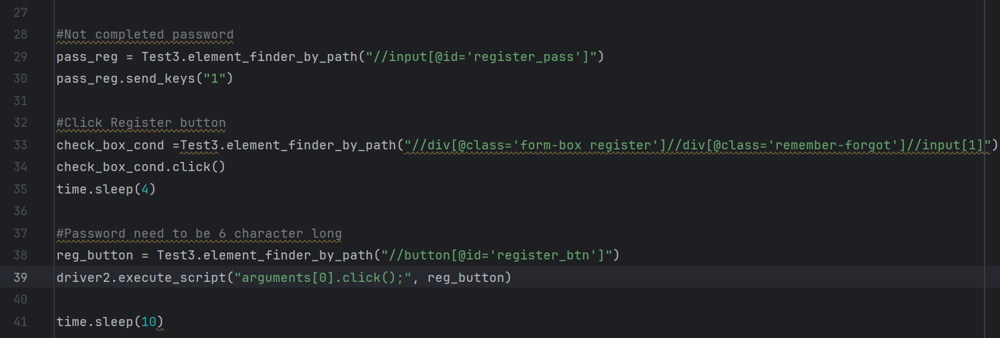 27
28 #Not completed password
29 pass_reg = Test3.element_finder_by_path("//input[@id='register_pass']")
30 pass_reg.send_keys("1")
31
32 #Click Register button
33 check_box_cond =Test3.element_finder_by_path("//div[@class='form-box register']//div[@class='remember-forgot']//input[1]")
34 check_box_cond.click()
35 time.sleep(4)
36
37 #Password need to be 6 character long
38 reg_button = Test3.element_finder_by_path("//button[@id='register_btn']")
39 driver2.execute_script("arguments[0].click();", reg_button)
40
41 time.sleep(10)